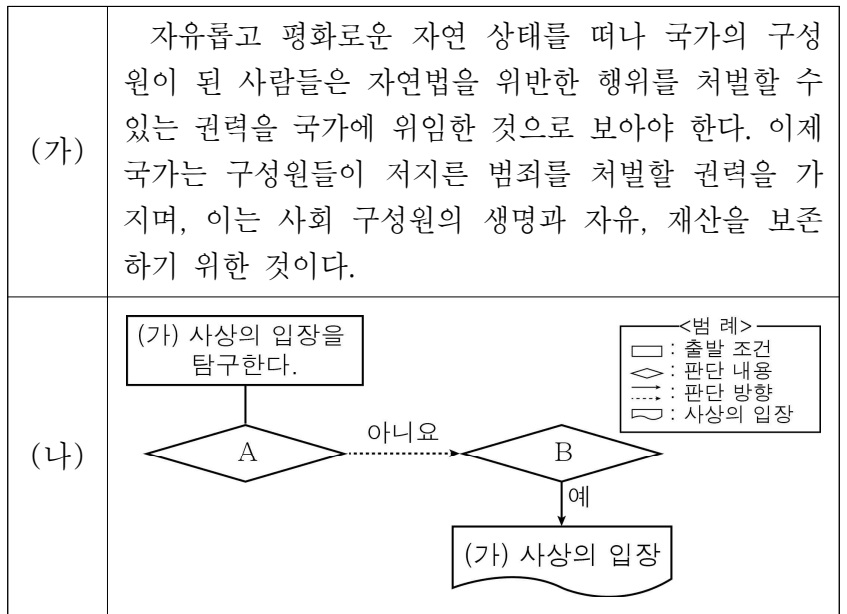 (가)
자유롭고 평화로운 자연 상태를 떠나 국가의 구성
원이 된 사람들은 자연법을 위반한 행위를 처벌할 수
있는 권력을 국가에 위임한 것으로 보아야 한다. 이제
국가는 구성원들이 저지른 범죄를 처벌할 권력을 가
지며, 이는 사회 구성원의 생명과 자유, 재산을 보존
하기 위한 것이다.
(나)
(가) 사상의 입장을
탐구한다.
<범 례>
: 출발 조건
: 판단 내용
: 판단 방향
: 사상의 입장
A
아니요
B
예
(가) 사상의 입장